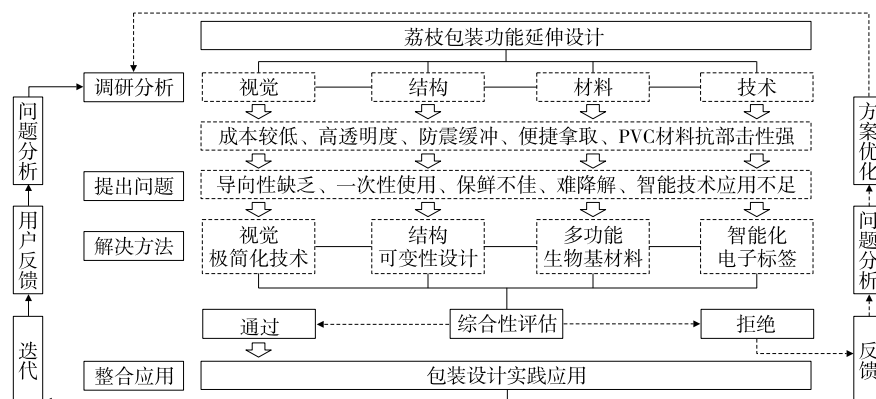 荔枝包装功能延伸设计
调研分析
视觉
结构
材料
技术
成本较低、高透明度、防震缓冲、便捷拿取、PVC材料抗部击性强
提出问题
导向性缺乏、一次性使用、保鲜不佳、难降解、智能技术应用不足
解决方法
视觉
极简化技术
结构
可变性设计
多功能
生物基材料
智能化
电子标签
通过
综合性评估
拒绝
整合应用
包装设计实践应用
问题分析
用户反馈
迭代
方案优化
问题分析
反馈